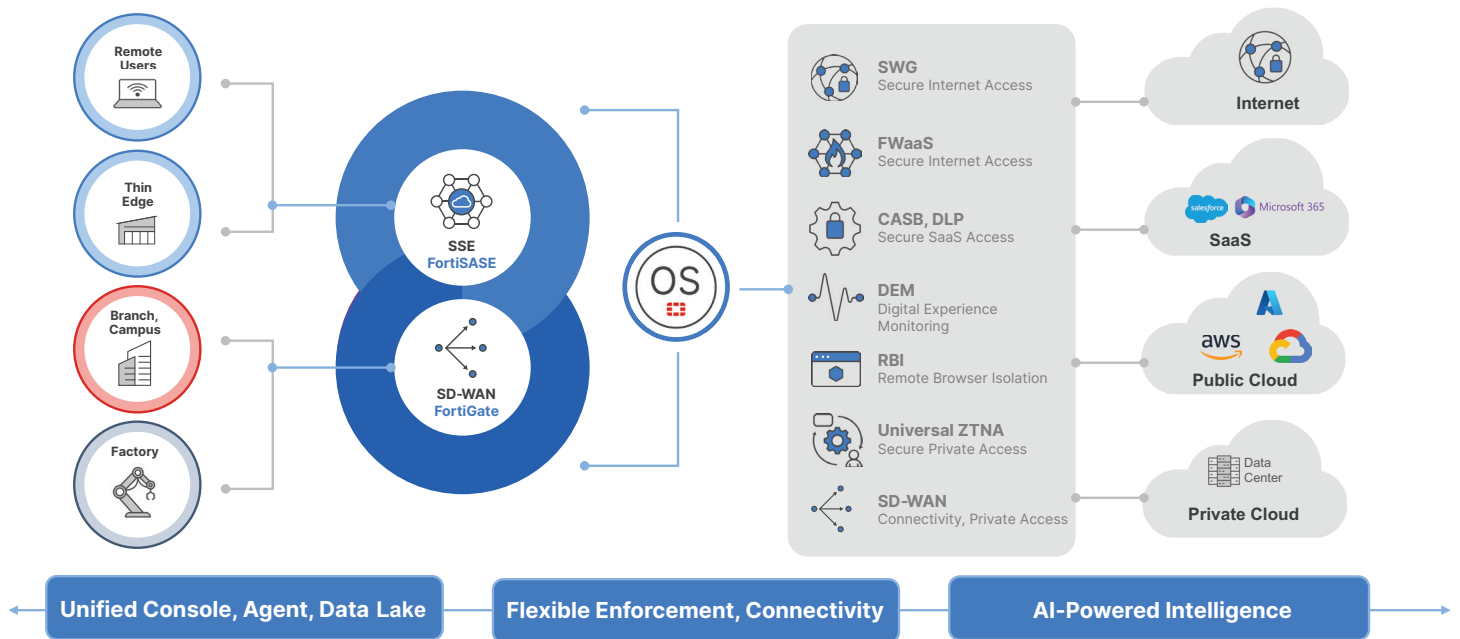 Remote
Users
Thin
Edge
Branch,
Campus
Factory
SSE
FortiSASE
SD-WAN
FortiGate
OS
SWG
Secure Internet Access
FWaaS
Secure Internet Access
CASB, DLP
Secure SaaS Access
DEM
Digital Experience
Monitoring
RBI
Remote Browser Isolation
Universal ZTNA
Secure Private Access
SD-WAN
Connectivity, Private Access
Internet
salesforce
Microsoft 365
SaaS
aws
Public Cloud
Data
Center
Private Cloud
Unified Console, Agent, Data Lake
Flexible Enforcement, Connectivity
AI-Powered Intelligence